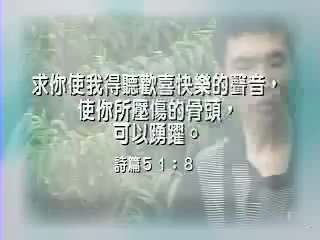 求你使我得聽歡喜快樂的聲音，
使你所壓傷的骨頭，
可以踴躍。
詩篇５１：８